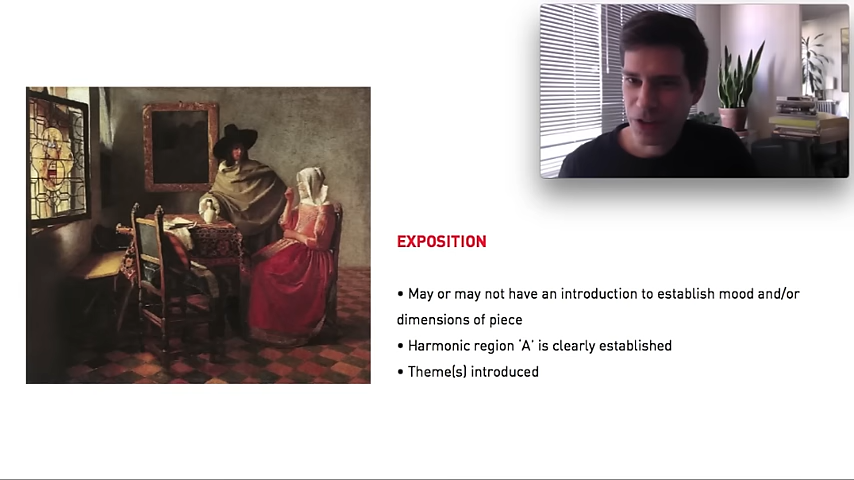 EXPOSITION
• May or may not have an introduction to establish mood and/or
dimensions of piece
• Harmonic region 'A' is clearly established
• Theme(s) introduced